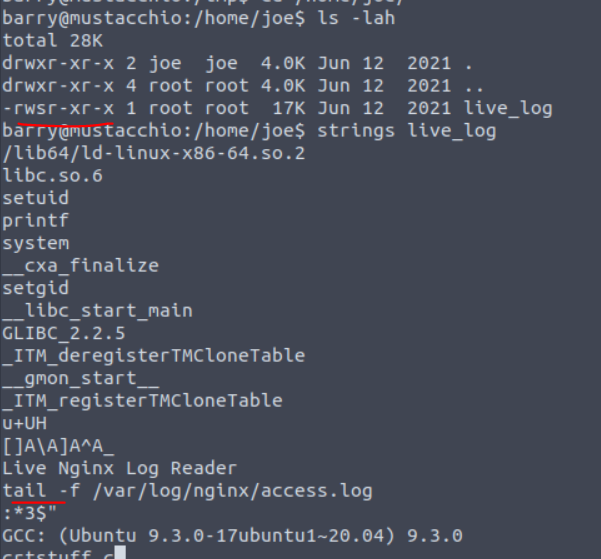 barry@mustacchio:/home/joe$ ls -lah
total 28K
drwxr-xr-x 2 joe  joe  4.0K Jun 12  2021 .
drwxr-xr-x 4 root root 4.0K Jun 12  2021 ..
-rwsr-xr-x 1 root root  17K Jun 12  2021 live_log
barry@mustacchio:/home/joe$ strings live_log
/lib64/ld-linux-x86-64.so.2
libc.so.6
setuid
printf
system
__cxa_finalize
setgid
__libc_start_main
GLIBC_2.2.5
_ITM_deregisterTMCloneTable
__gmon_start__
_ITM_registerTMCloneTable
u+UH
[]A\A]A^A_
Live Nginx Log Reader
tail -f /var/log/nginx/access.log
:*3$"
GCC: (Ubuntu 9.3.0-17ubuntu1~20.04) 9.3.0
crtstuff.c